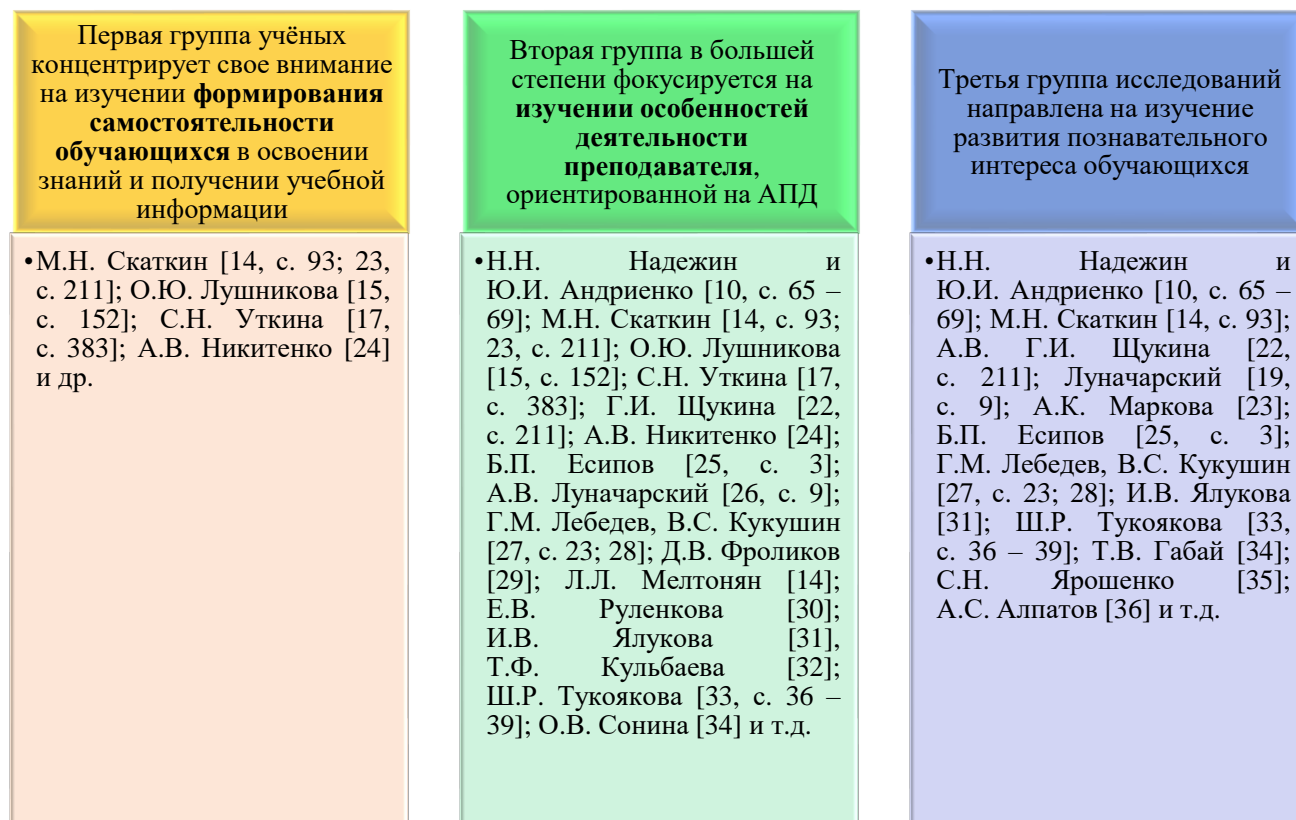 Первая группа учёных
концентрирует свое внимание
на изучении формирования
самостоятельности
обучающихся в освоении
знаний и получении учебной
информации
•М.Н. Скаткин [14, с. 93; 23,
с. 211]; О.Ю. Лушникова [15,
с. 152]; С.Н. Уткина [17,
с. 383]; А.В. Никитенко [24]
и др.
Вторая группа в большей
степени фокусируется на
изучении особенностей
деятельности
преподавателя,
ориентированной на АПД
•Н.Н. Надежин и
Ю.И. Андриенко [10, с. 65 –
69]; М.Н. Скаткин [14, с. 93;
23, с. 211]; О.Ю. Лушникова
[15, с. 152]; С.Н. Уткина [17,
с. 383]; Г.И. Щукина [22,
с. 211]; А.В. Никитенко [24];
Б.П. Есипов [25, с. 3];
А.В. Луначарский [26, с. 9];
Г.М. Лебедев, В.С. Кукушин
[27, с. 23; 28]; Д.В. Фроликов
[29]; Л.Л. Мелтонян [14];
Е.В. Руленкова [30];
И.В. Ялукова [31],
Т.Ф. Кульбаева [32];
Ш.Р. Тукоякова [33, с. 36 –
39]; О.В. Сонина [34] и т.д.
Третья группа исследований
направлена на изучение
развития познавательного
интереса обучающихся
•Н.Н. Надежин и
Ю.И. Андриенко [10, с. 65 –
69]; М.Н. Скаткин [14, с. 93];
А.В. Г.И. Щукина [22,
с. 211]; Луначарский [19,
с. 9]; А.К. Маркова [23];
Б.П. Есипов [25, с. 3];
Г.М. Лебедев, В.С. Кукушин
[27, с. 23; 28]; И.В. Ялукова
[31]; Ш.Р. Тукоякова [33,
с. 36 – 39]; Т.В. Габай [34];
С.Н. Ярошенко [35];
А.С. Алпатов [36] и т.д.